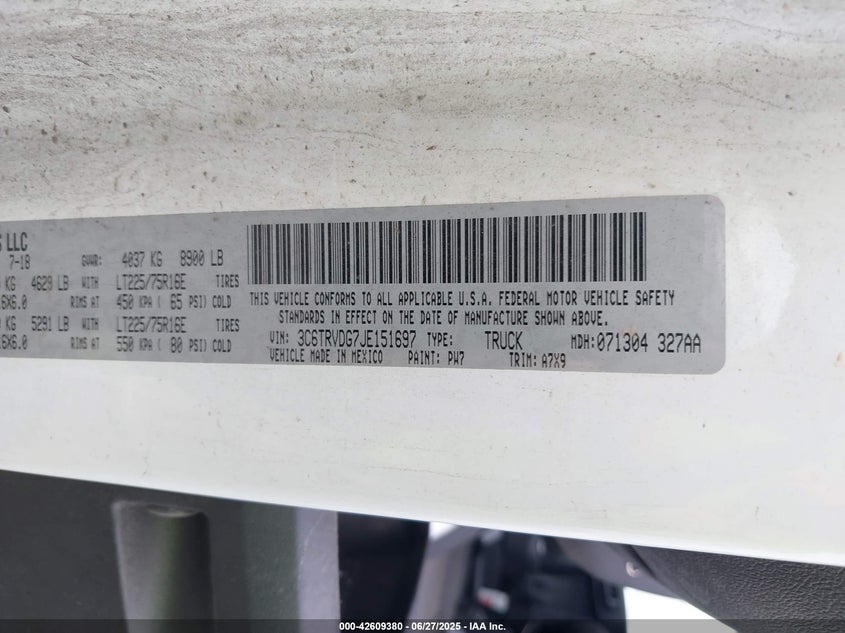 S LLC
7-18 GVWR: 4037 KG 8900 LB
KG 4629 LB WITH LT225/75R16E TIRES
6X6.0 RIMS AT 450 KPA ( 65 PSI) COLD
KG 5291 LB WITH LT225/75R16E TIRES
6X6.0 RIMS AT 550 KPA ( 80 PSI) COLD
THIS VEHICLE CONFORMS TO ALL APPLICABLE U.S.A. FEDERAL MOTOR VEHICLE SAFETY
STANDARDS IN EFFECT ON THE DATE OF MANUFACTURE SHOWN ABOVE.
VIN: 3C6TRVDG7JE151697 TYPE: TRUCK MDH:071304 327AA
VEHICLE MADE IN MEXICO PAINT: PW7 TRIM: A7X9
000-42609380 - 06/27/2025 - IAA Inc.